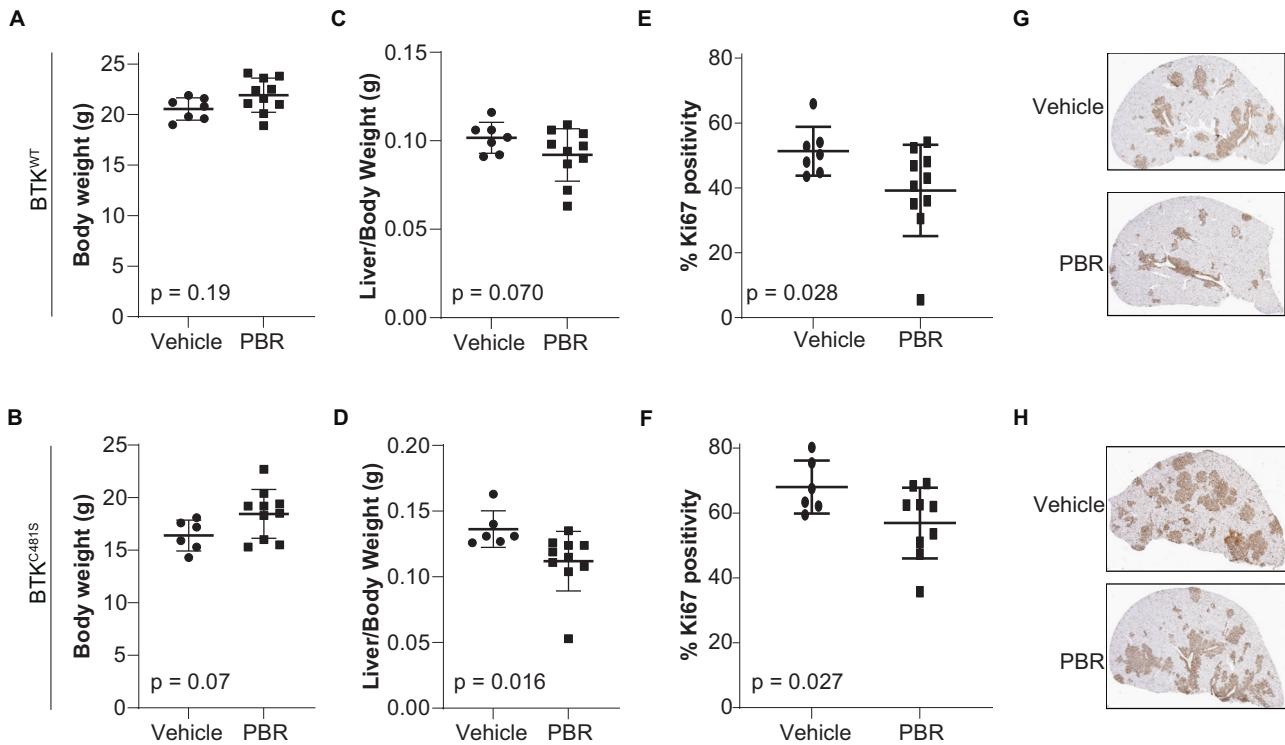 A
BTK^WT
Body weight (g)
25
20
15
10
5
0
p = 0.19
Vehicle PBR
C
Liver/Body Weight (g)
0.15
0.10
0.05
0.00
p = 0.070
Vehicle PBR
E
% Ki67 positivity
80
60
40
20
0
p = 0.028
Vehicle PBR
G
Vehicle
PBR
B
BTK^C481S
Body weight (g)
25
20
15
10
5
0
p = 0.07
Vehicle PBR
D
Liver/Body Weight (g)
0.20
0.15
0.10
0.05
0.00
p = 0.016
Vehicle PBR
F
% Ki67 positivity
80
60
40
20
0
p = 0.027
Vehicle PBR
H
Vehicle
PBR